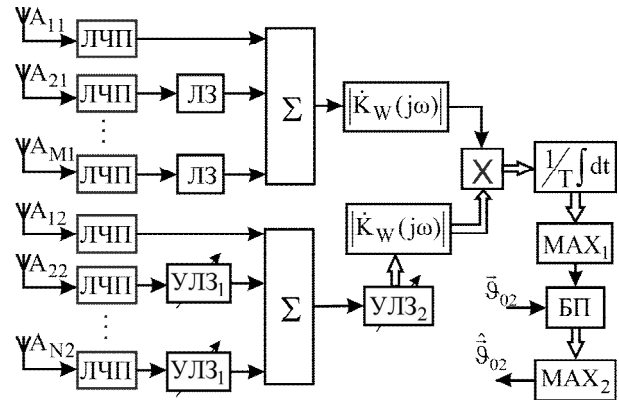 A11
ЛЧП
A21
ЛЧП
ЛЗ
AM1
ЛЧП
ЛЗ
Σ
|K̇W(jω)|
X
1/T∫dt
A12
ЛЧП
A22
ЛЧП
УЛЗ1
AN2
ЛЧП
УЛЗ1
Σ
УЛЗ2
|K̇W(jω)|
MAX1
ϑ⃗02
БП
ϑ̂⃗02
MAX2